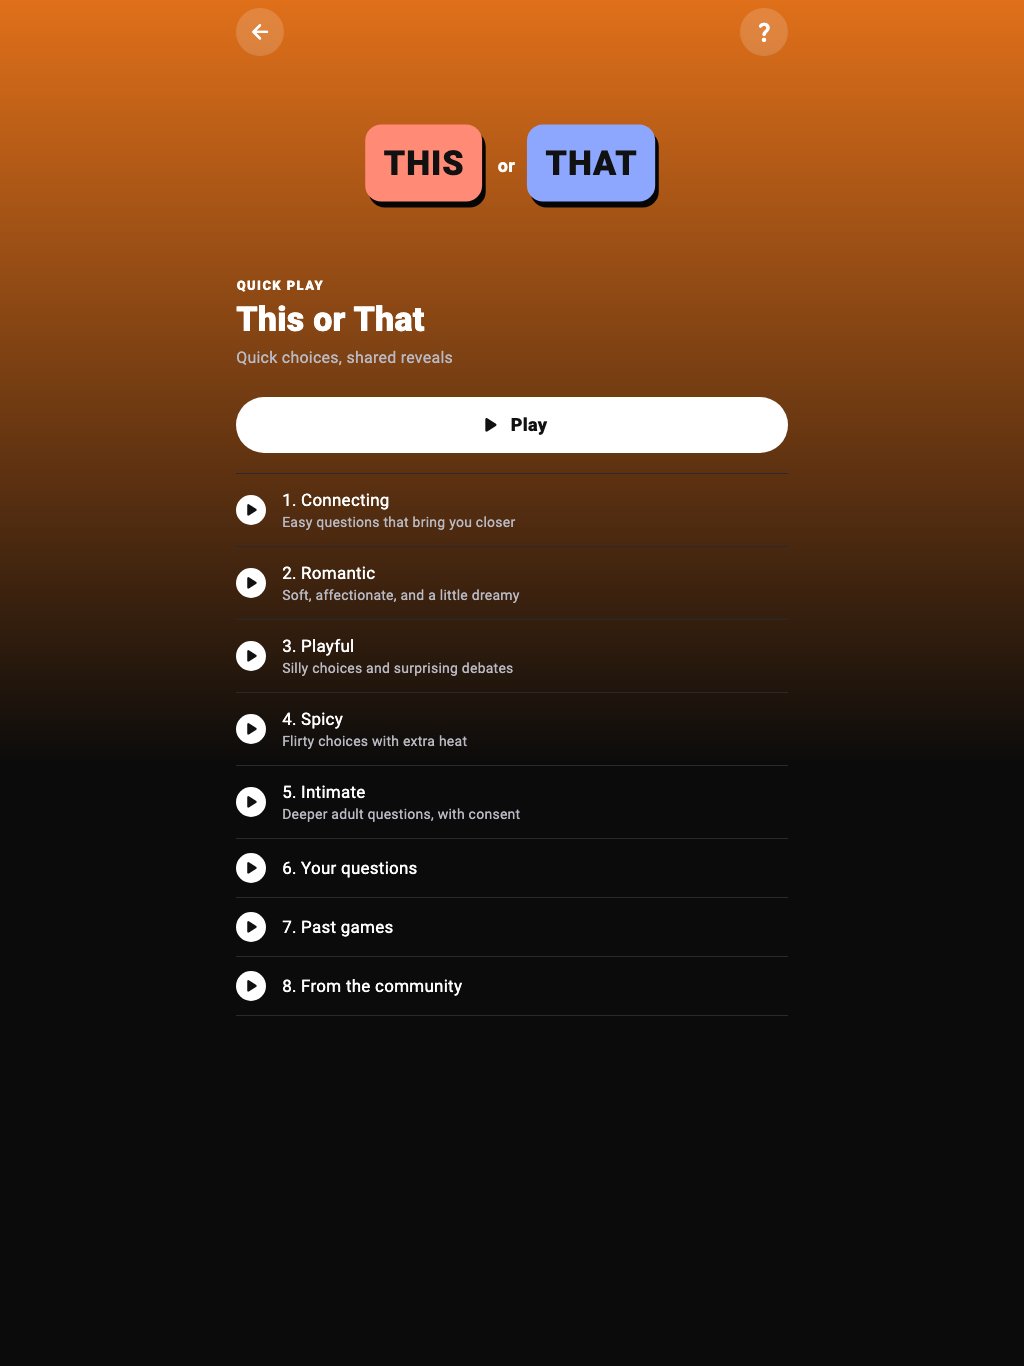 ?
THIS or THAT
QUICK PLAY
This or That
Quick choices, shared reveals
Play
1. Connecting
Easy questions that bring you closer
2. Romantic
Soft, affectionate, and a little dreamy
3. Playful
Silly choices and surprising debates
4. Spicy
Flirty choices with extra heat
5. Intimate
Deeper adult questions, with consent
6. Your questions
7. Past games
8. From the community